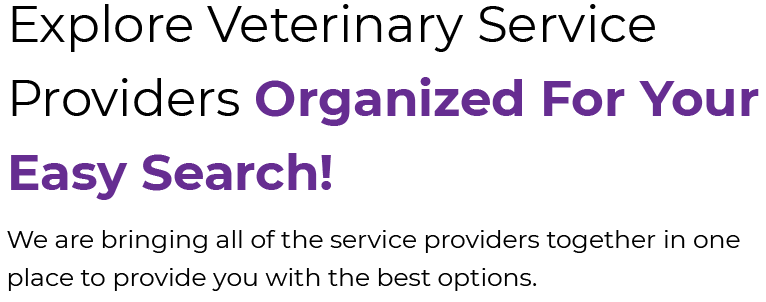 Explore Veterinary Service
Providers Organized For Your
Easy Search!
We are bringing all of the service providers together in one
place to provide you with the best options.